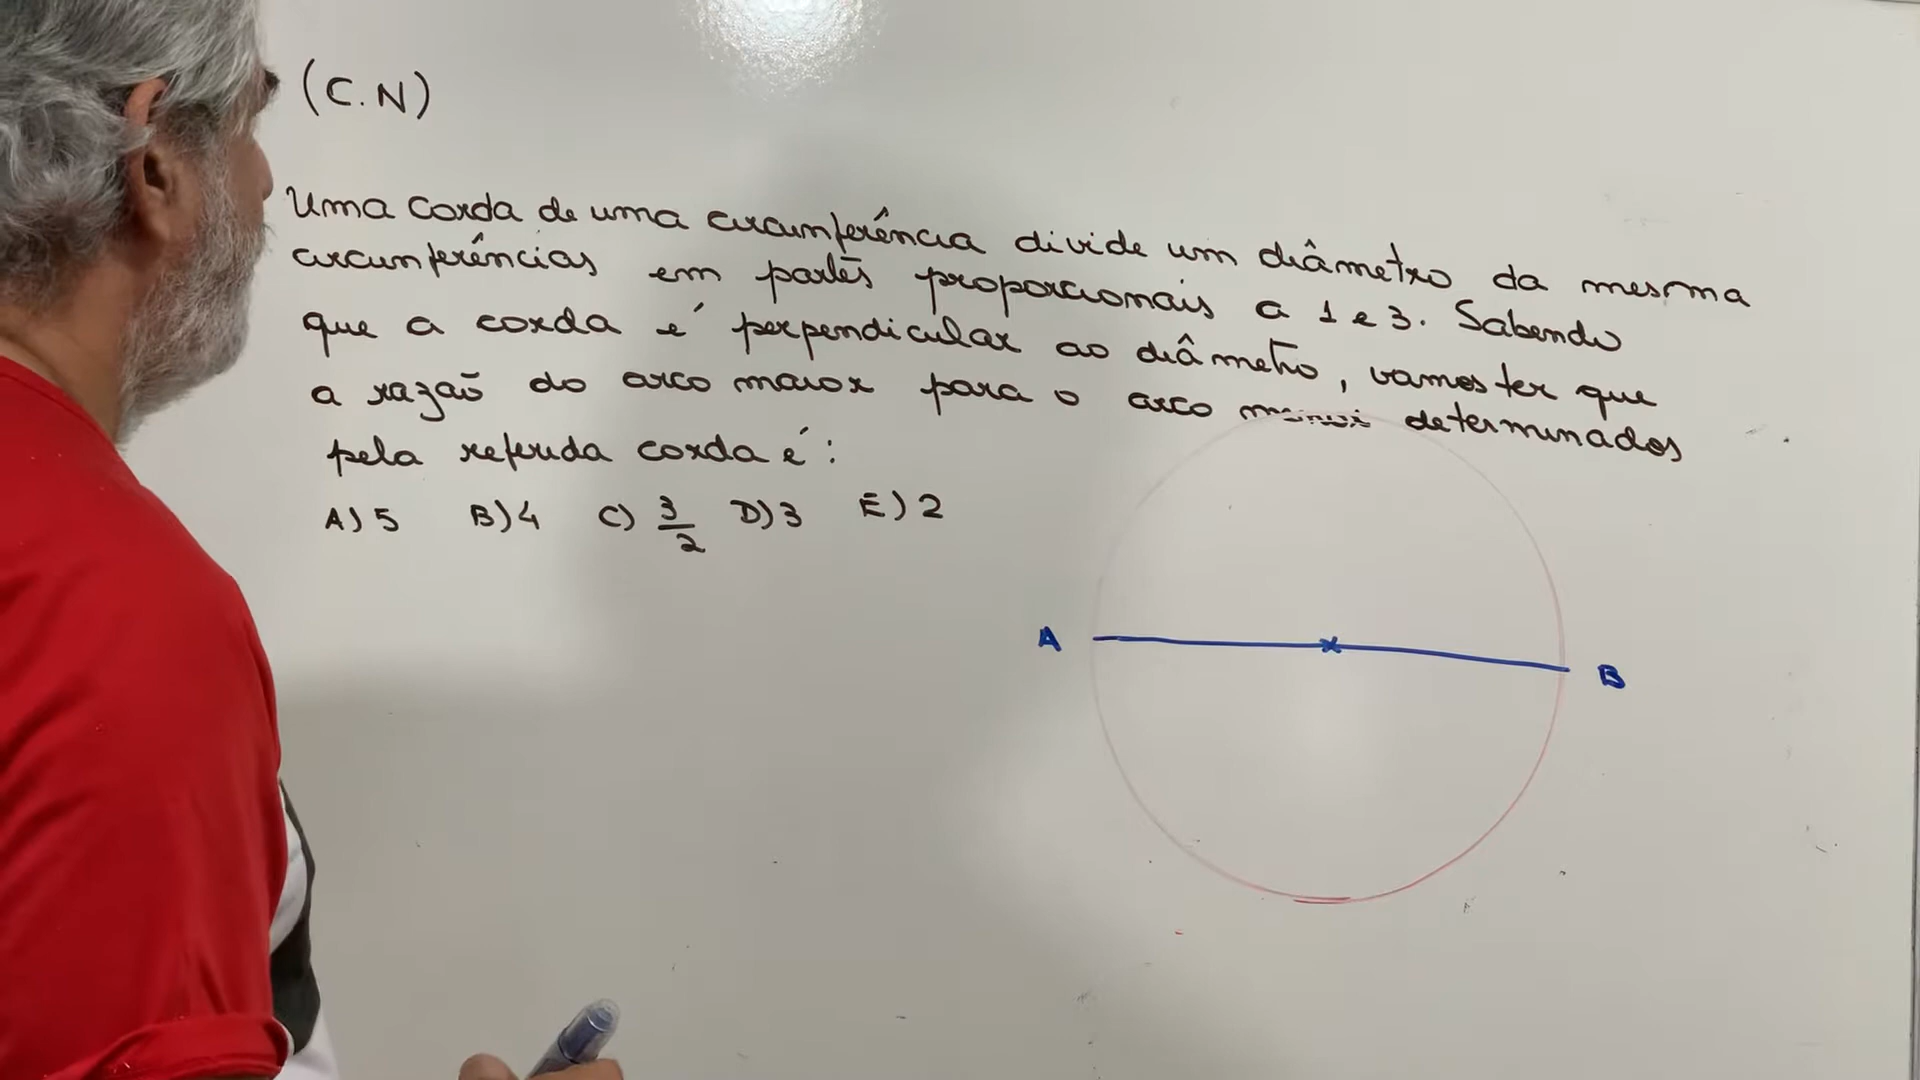 (C.N)
Uma corda de uma circunferência divide um diâmetro da mesma
circunferências em partes proporcionais a 1 e 3. Sabendo
que a corda é perpendicular ao diâmetro, vamos ter que
a razão do arco maior para o arco menor determinados
pela referida corda é:
A) 5 B) 4 C) 3/2 D) 3 E) 2
A
B